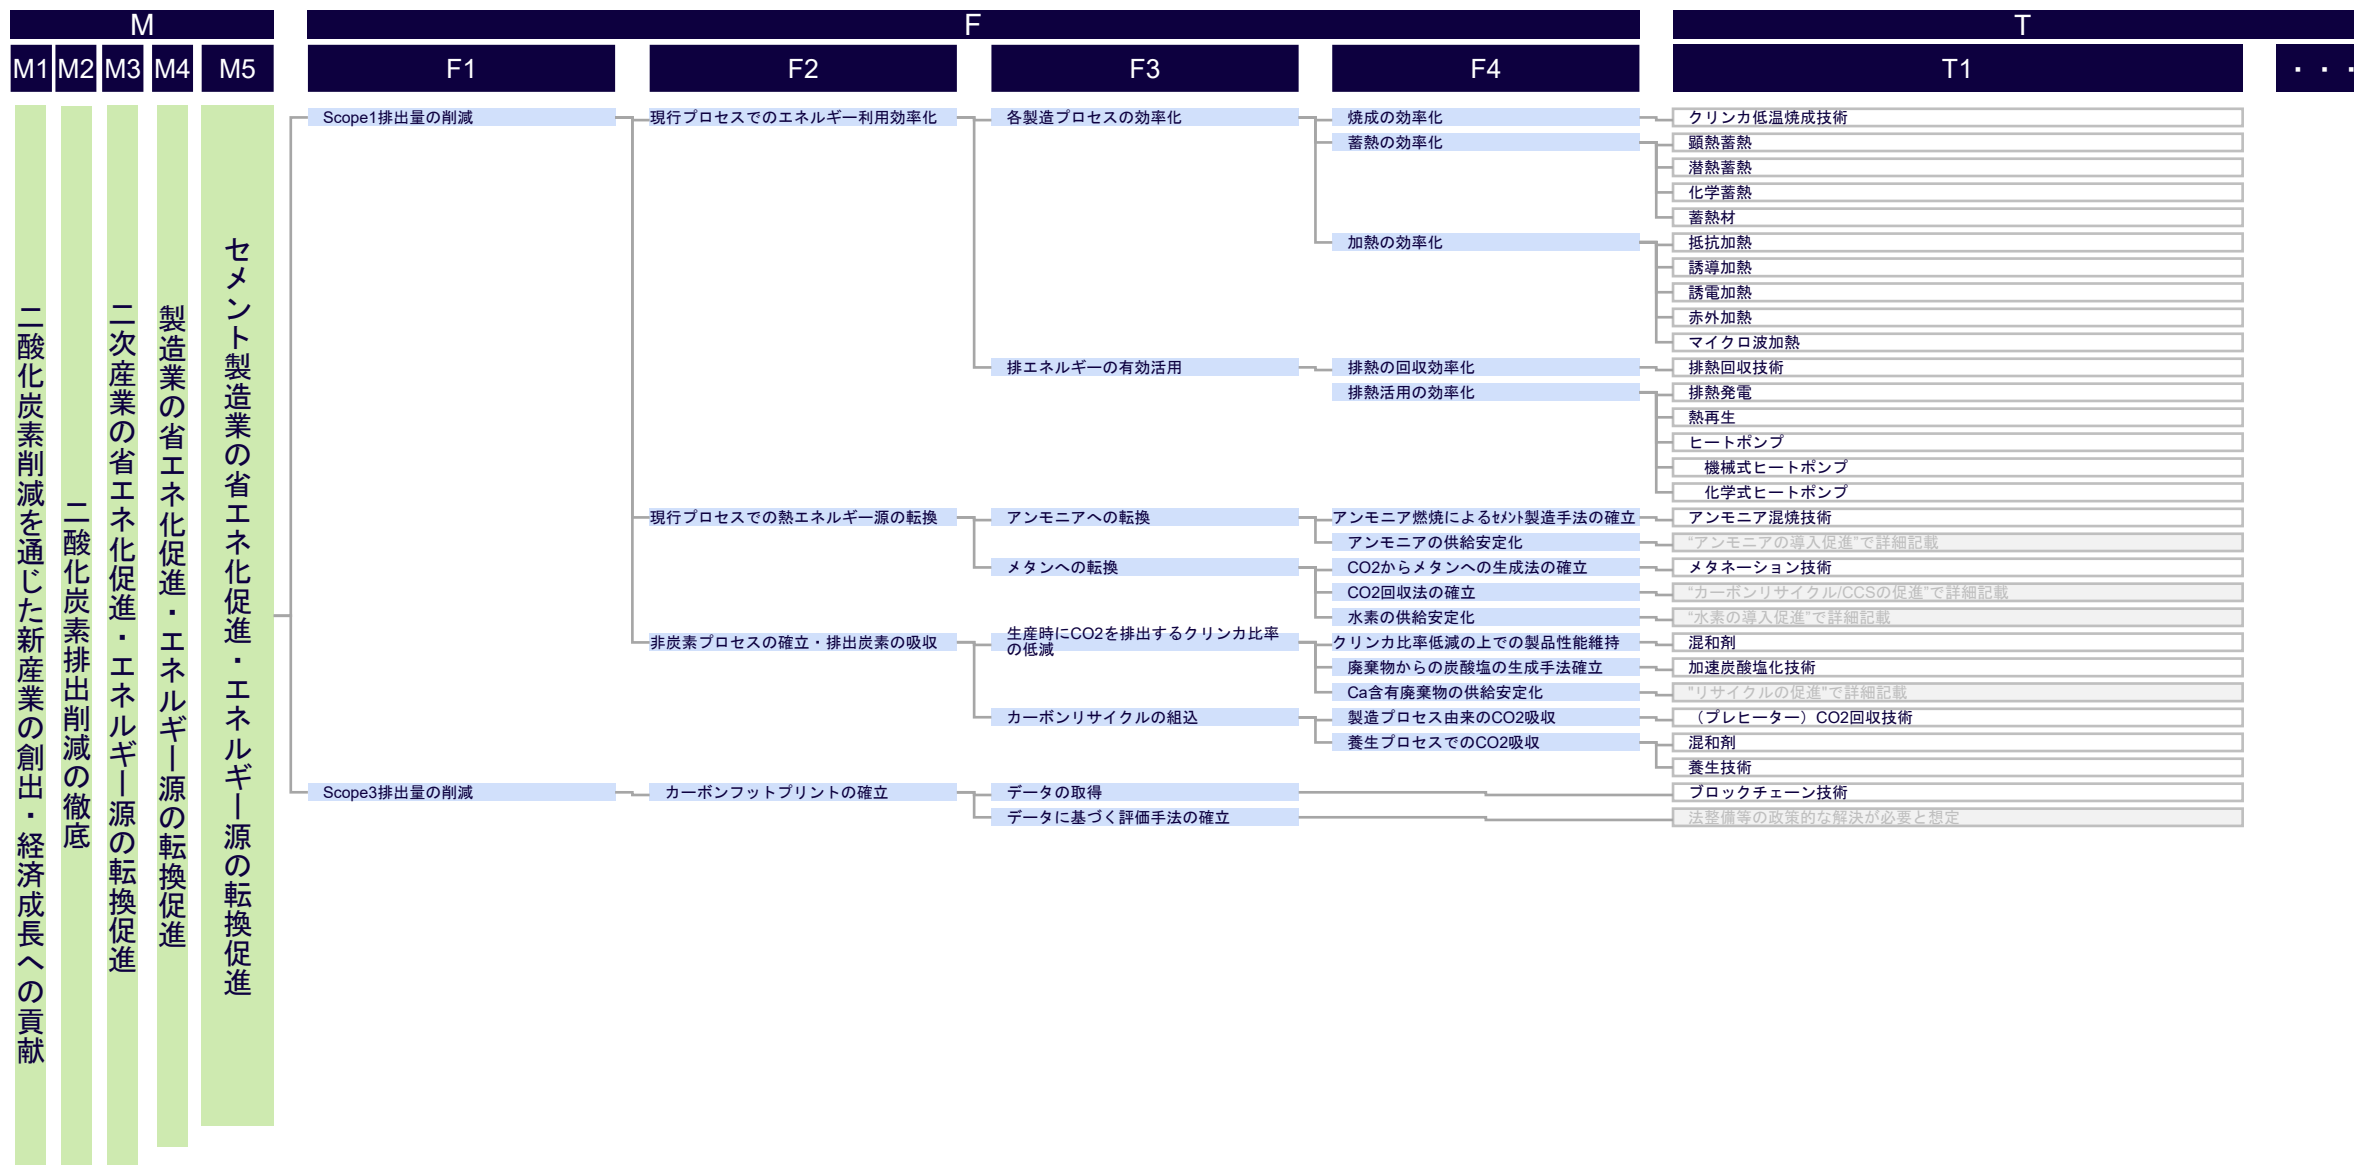 M
F
T
M1
M2
M3
M4
M5
F1
F2
F3
F4
T1
・・・
二酸化炭素削減を通じた新産業の創出・経済成長への貢献
二酸化炭素排出削減の徹底
二次産業の省エネ化促進・エネルギー源の転換促進
製造業の省エネ化促進・エネルギー源の転換促進
セメント製造業の省エネ化促進・エネルギー源の転換促進
Scope1排出量の削減
現行プロセスでのエネルギー利用効率化
各製造プロセスの効率化
焼成の効率化
クリンカ低温焼成技術
蓄熱の効率化
顕熱蓄熱
潜熱蓄熱
化学蓄熱
蓄熱材
加熱の効率化
抵抗加熱
誘導加熱
誘電加熱
赤外加熱
マイクロ波加熱
排エネルギーの有効活用
排熱の回収効率化
排熱回収技術
排熱活用の効率化
排熱発電
熱再生
ヒートポンプ
機械式ヒートポンプ
化学式ヒートポンプ
現行プロセスでの熱エネルギー源の転換
アンモニアへの転換
アンモニア燃焼によるｾﾒﾝﾄ製造手法の確立
アンモニア混焼技術
アンモニアの供給安定化
“アンモニアの導入促進”で詳細記載
メタンへの転換
CO2からメタンへの生成法の確立
メタネーション技術
CO2回収法の確立
“カーボンリサイクル/CCSの促進”で詳細記載
水素の供給安定化
“水素の導入促進”で詳細記載
非炭素プロセスの確立・排出炭素の吸収
生産時にCO2を排出するクリンカ比率
の低減
クリンカ比率低減の上での製品性能維持
混和剤
廃棄物からの炭酸塩の生成手法確立
加速炭酸塩化技術
Ca含有廃棄物の供給安定化
"リサイクルの促進"で詳細記載
カーボンリサイクルの組込
製造プロセス由来のCO2吸収
（プレヒーター）CO2回収技術
養生プロセスでのCO2吸収
混和剤
養生技術
Scope3排出量の削減
カーボンフットプリントの確立
データの取得
ブロックチェーン技術
データに基づく評価手法の確立
法整備等の政策的な解決が必要と想定